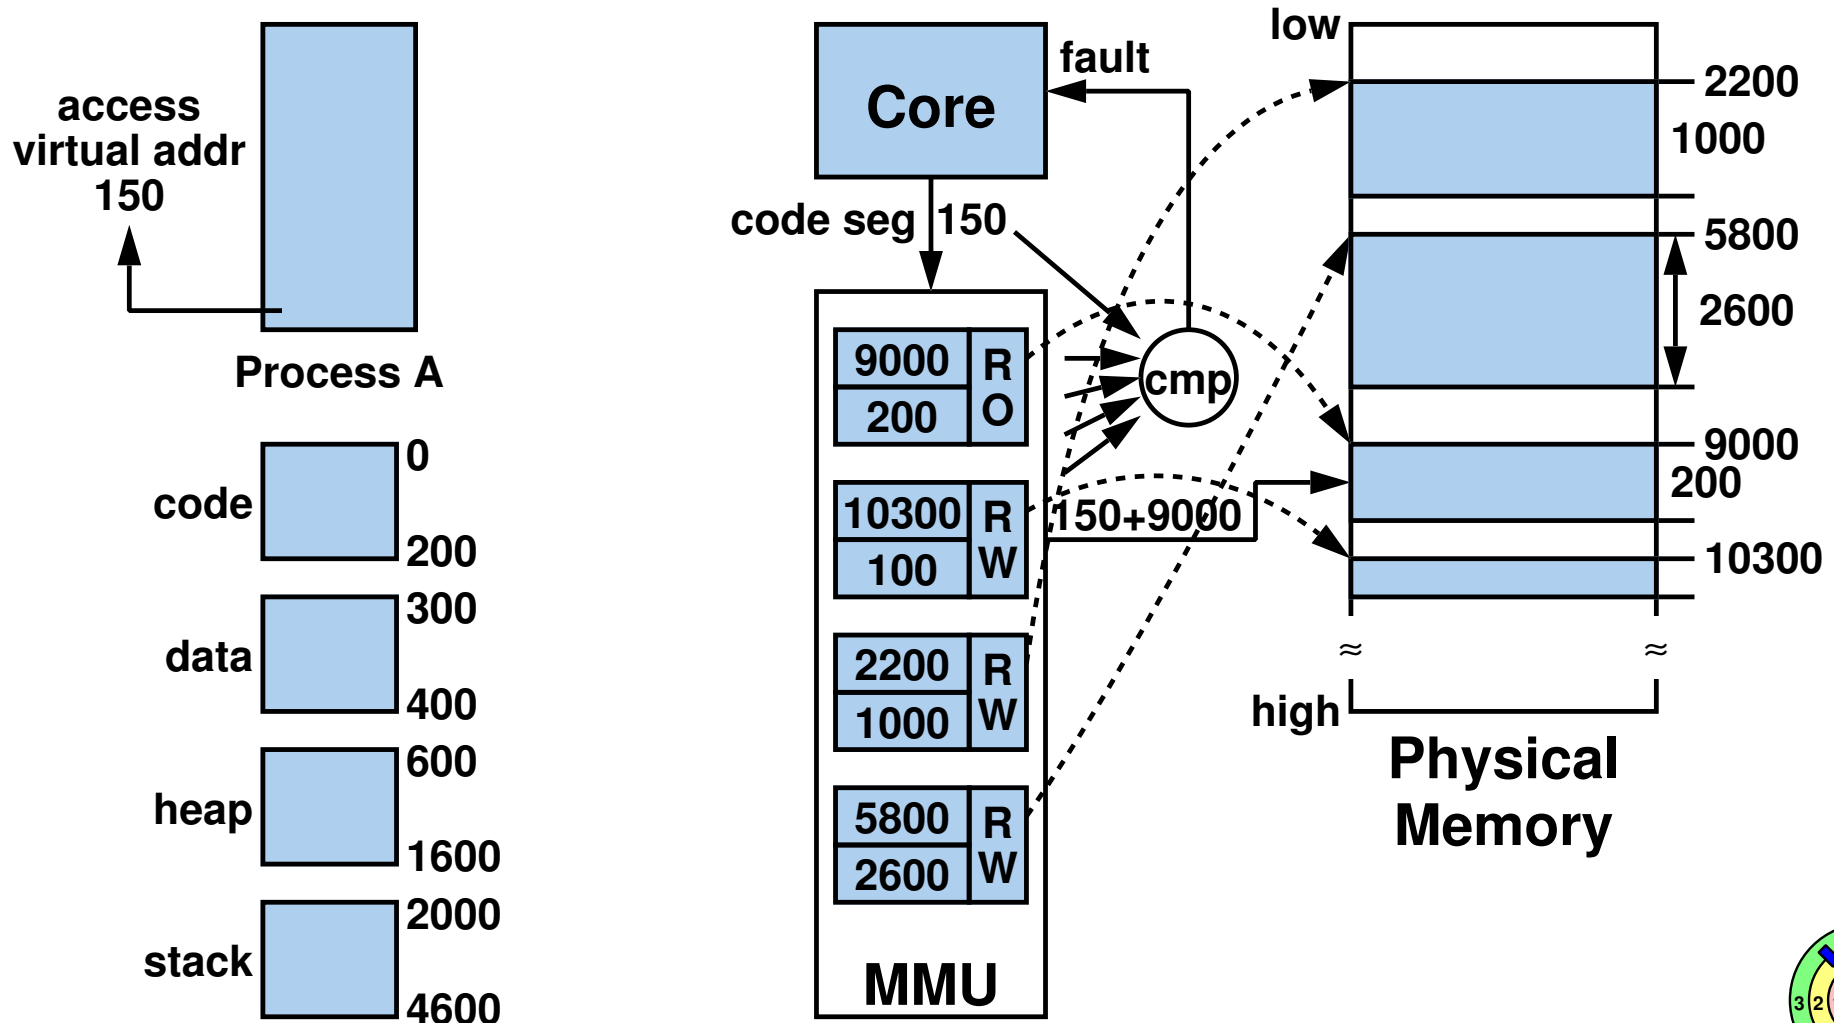 access
virtual addr
150
Process A
code
0
200
data
300
400
heap
600
1600
stack
2000
4600
Core
fault
code seg
150
9000
200
R
O
cmp
10300
100
R
W
150+9000
2200
1000
R
W
5800
2600
R
W
MMU
low
2200
1000
5800
2600
9000
200
10300
≈
≈
high
Physical
Memory
3
2